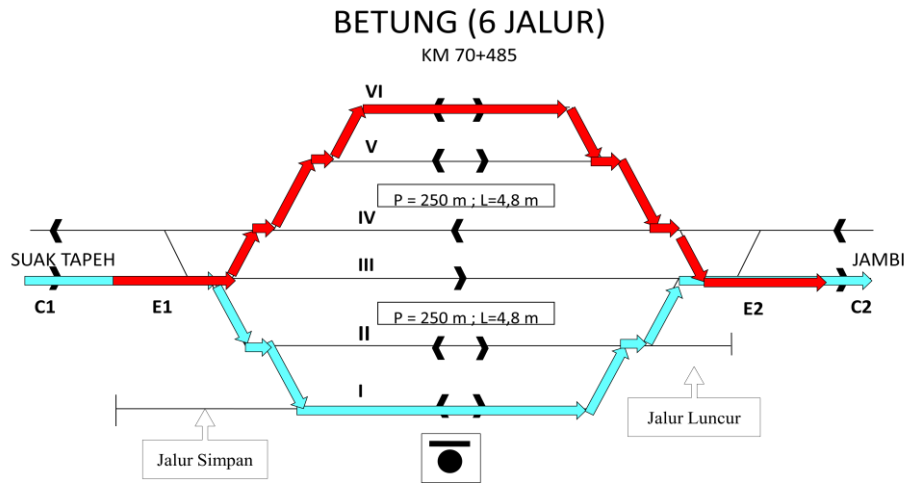 BETUNG (6 JALUR)
KM 70+485
VI
V
P = 250 m ; L=4,8 m
IV
SUAK TAPEH
III
JAMBI
C1
E1
E2
C2
P = 250 m ; L=4,8 m
II
I
Jalur Luncur
Jalur Simpan